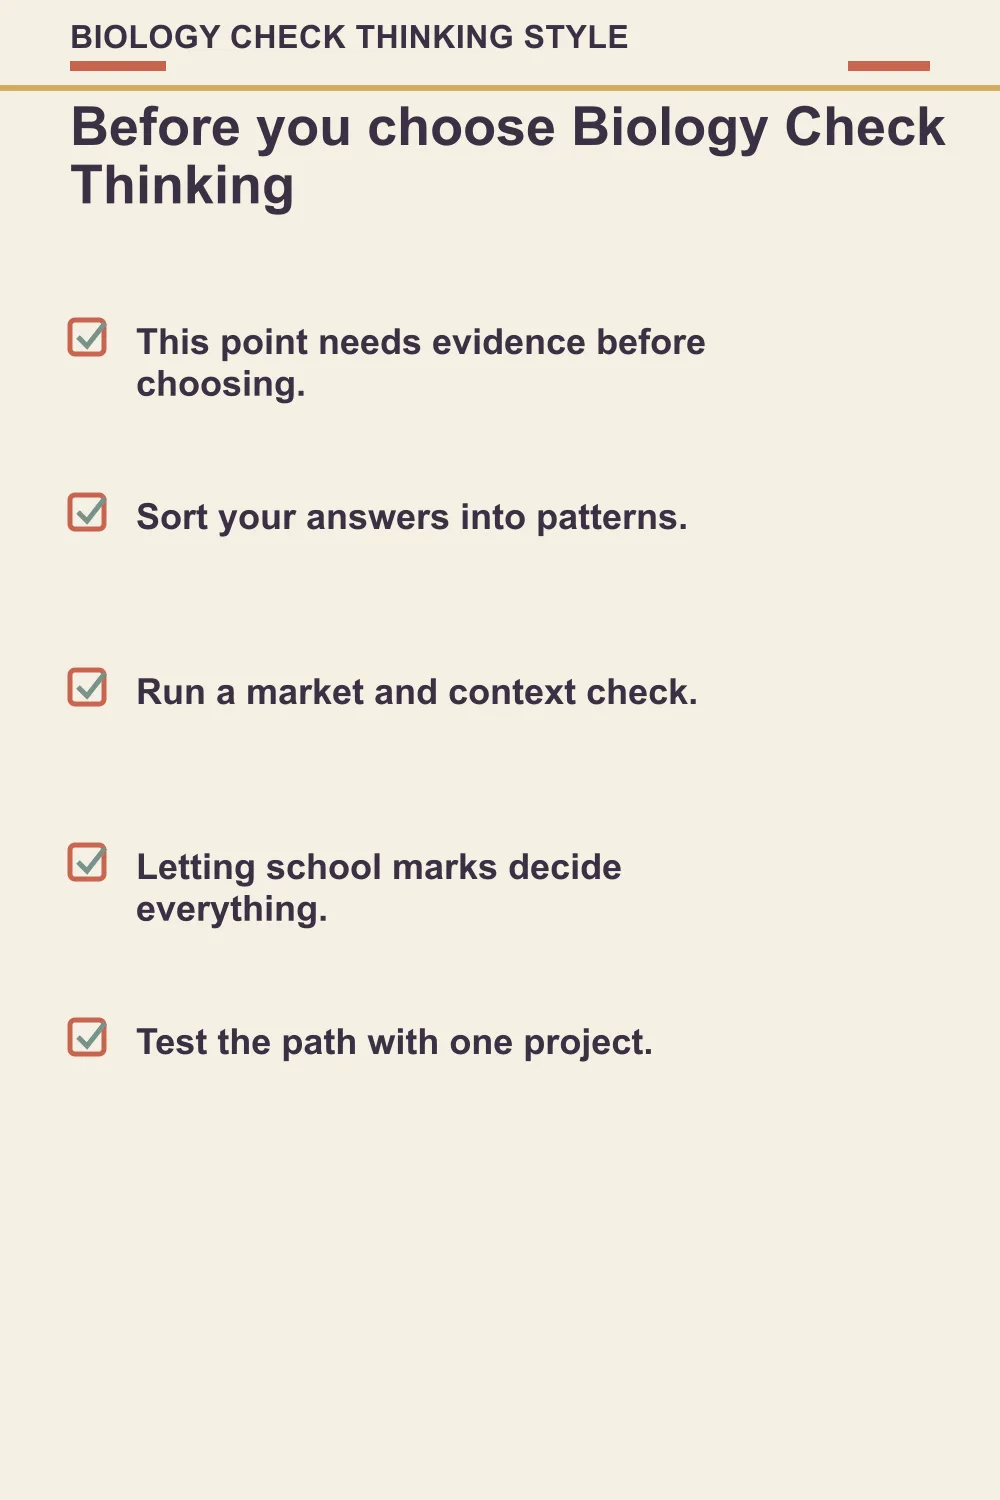 BIOLOGY CHECK THINKING STYLE
Before you choose Biology Check
Thinking
This point needs evidence before
choosing.
Sort your answers into patterns.
Run a market and context check.
Letting school marks decide
everything.
Test the path with one project.